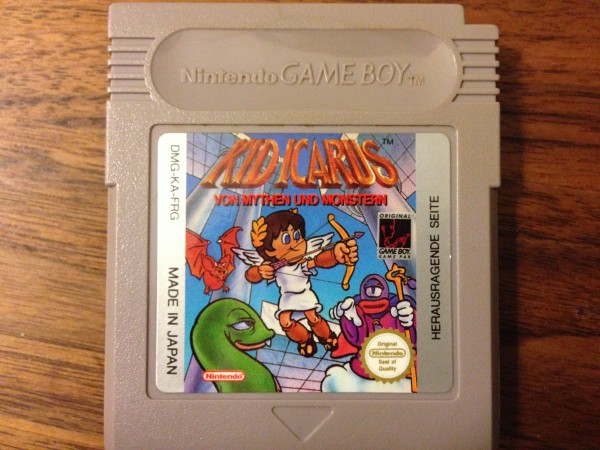 Nintendo GAME BOY TM
KID ICARUS TM
VON MYTHEN UND MONSTERN
DMG-KA-FRG
MADE IN JAPAN
ORIGINAL
GAME BOY
GAME PAK
HERAUSRAGENDE SEITE
Nintendo
Original
Nintendo
Seal of
Quality